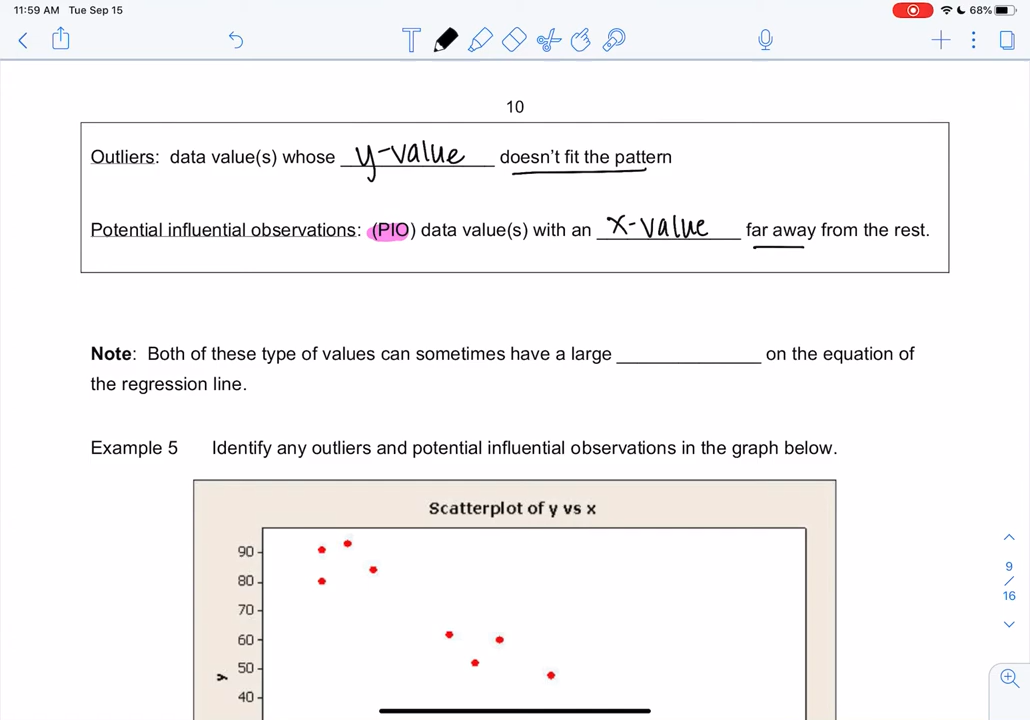 11:59 AM Tue Sep 15
68%
T
10
Outliers: data value(s) whose y-value doesn't fit the pattern
Potential influential observations: (PIO) data value(s) with an x-value far away from the rest.
Note: Both of these type of values can sometimes have a large ______________ on the equation of
the regression line.
Example 5 Identify any outliers and potential influential observations in the graph below.
Scatterplot of y vs x
90
80
70
60
50
40
y
9
/
16